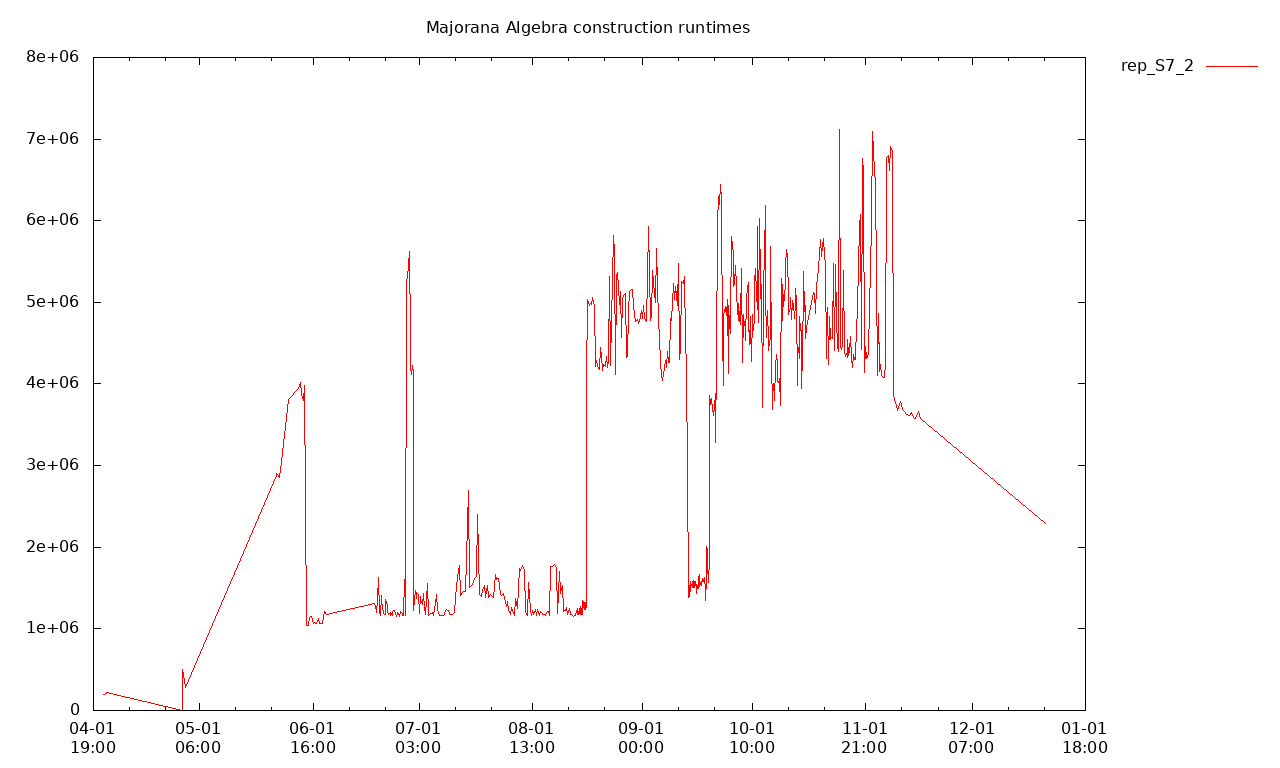 Majorana Algebra construction runtimes
rep_S7_2
8e+06
7e+06
6e+06
5e+06
4e+06
3e+06
2e+06
1e+06
0
04-01 05-01 06-01 07-01 08-01 09-01 10-01 11-01 12-01 01-01
19:00 06:00 16:00 03:00 13:00 00:00 10:00 21:00 07:00 18:00